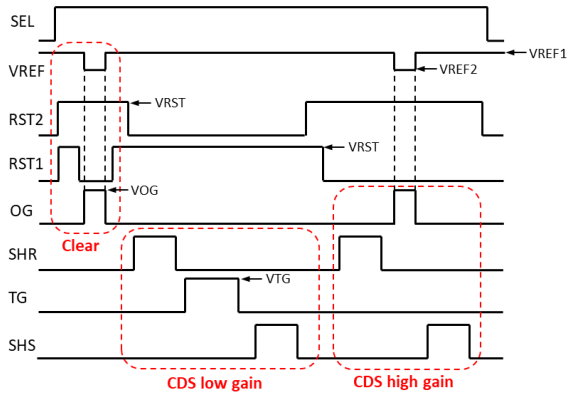 SEL
VREF
VREF1
VREF2
RST2
VRST
RST1
VRST
OG
VOG
Clear
SHR
TG
VTG
SHS
CDS low gain
CDS high gain